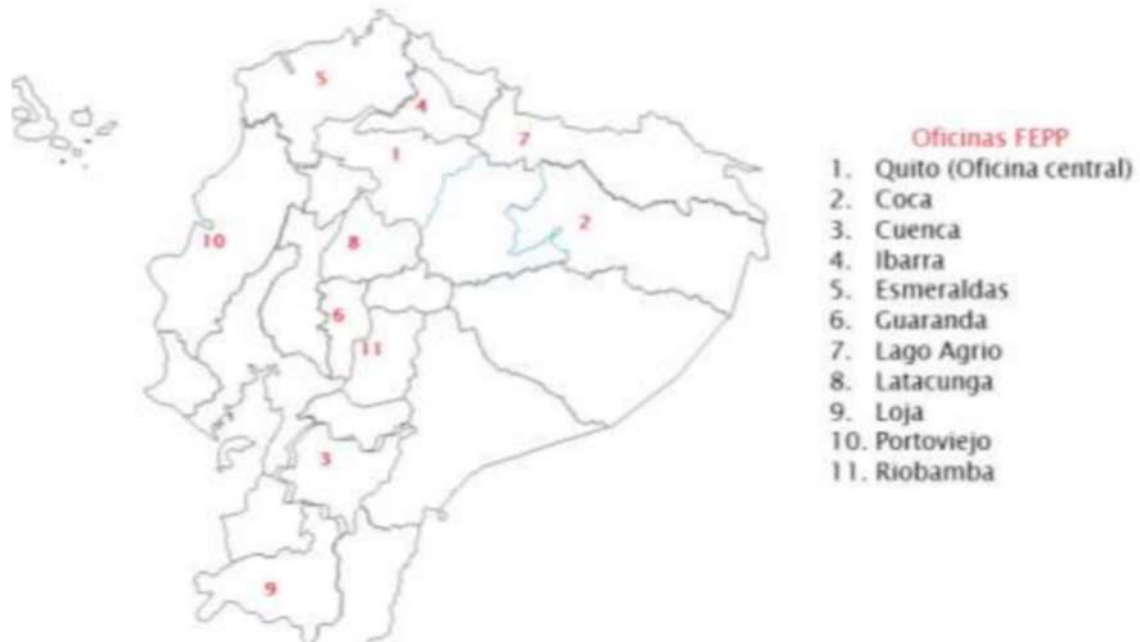 5
4
7
1
2
10
8
6
11
3
9
Oficinas FEPP
1. Quito (Oficina central)
2. Coca
3. Cuenca
4. Ibarra
5. Esmeraldas
6. Guaranda
7. Lago Agrio
8. Latacunga
9. Loja
10. Portoviejo
11. Riobamba